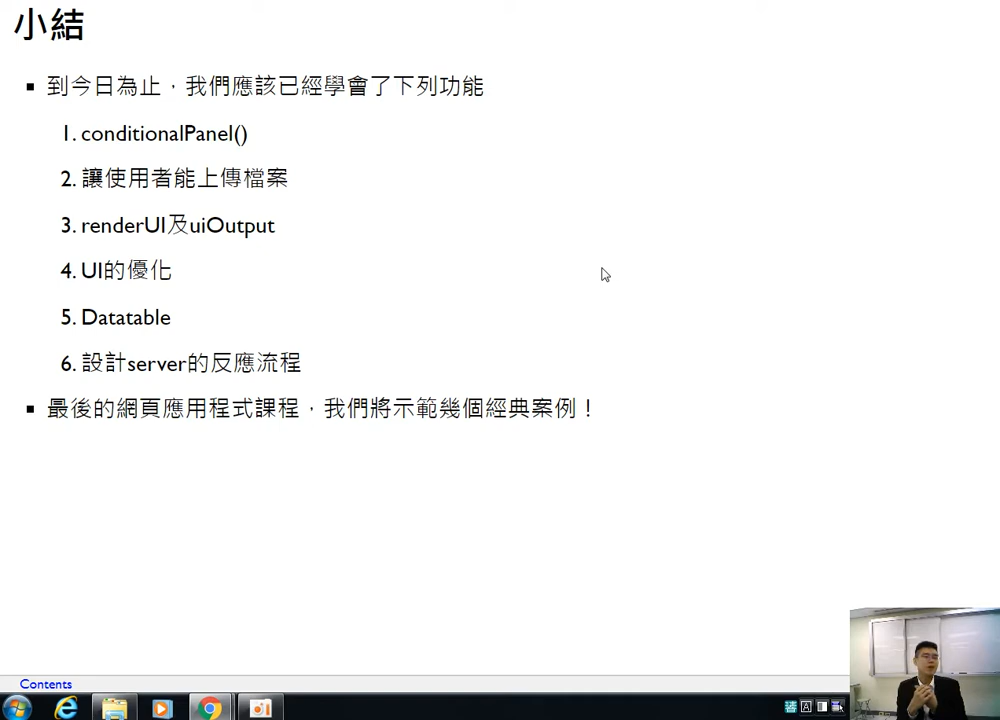 小結
▪ 到今日為止，我們應該已經學會了下列功能
1. conditionalPanel()
2. 讓使用者能上傳檔案
3. renderUI及uiOutput
4. UI的優化
5. Datatable
6. 設計server的反應流程
▪ 最後的網頁應用程式課程，我們將示範幾個經典案例！
Contents